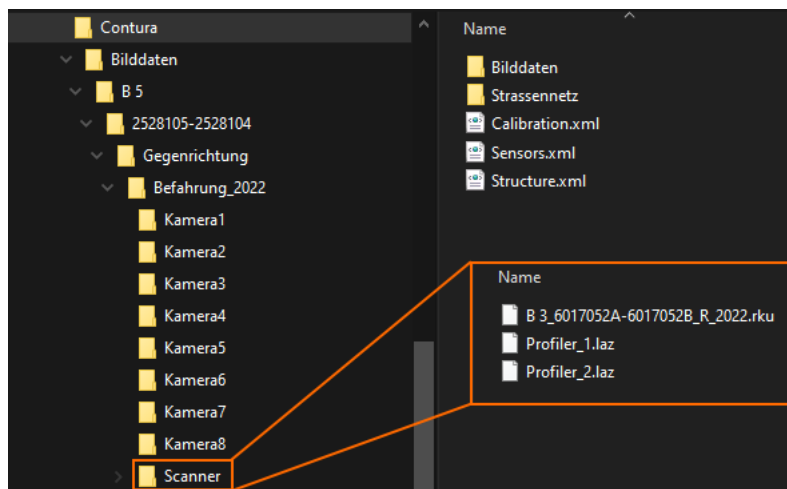 Contura
Bilddaten
B 5
2528105-2528104
Gegenrichtung
Befahrung_2022
Kamera1
Kamera2
Kamera3
Kamera4
Kamera5
Kamera6
Kamera7
Kamera8
Scanner
Name
Bilddaten
Strassennetz
Calibration.xml
Sensors.xml
Structure.xml
Name
B 3_6017052A-6017052B_R_2022.rku
Profiler_1.laz
Profiler_2.laz